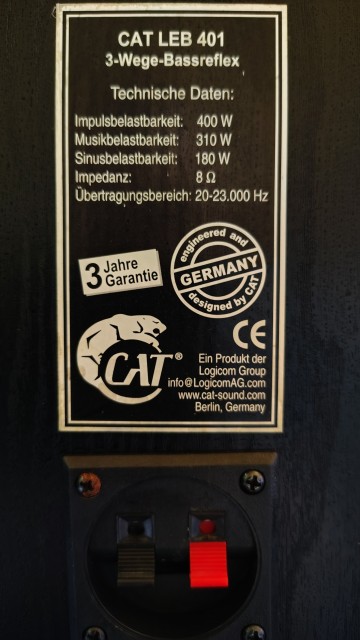 CAT LEB 401
3-Wege-Bassreflex
Technische Daten:
Impulsbelastbarkeit: 400 W
Musikbelastbarkeit: 310 W
Sinusbelastbarkeit: 180 W
Impedanz: 8 Ω
Übertragungsbereich: 20-23.000 Hz
3 Jahre
Garantie
engineered and
GERMANY
designed by CAT
CE
CAT®
Ein Produkt der
Logicom Group
info@LogicomAG.com
www.cat-sound.com
Berlin, Germany